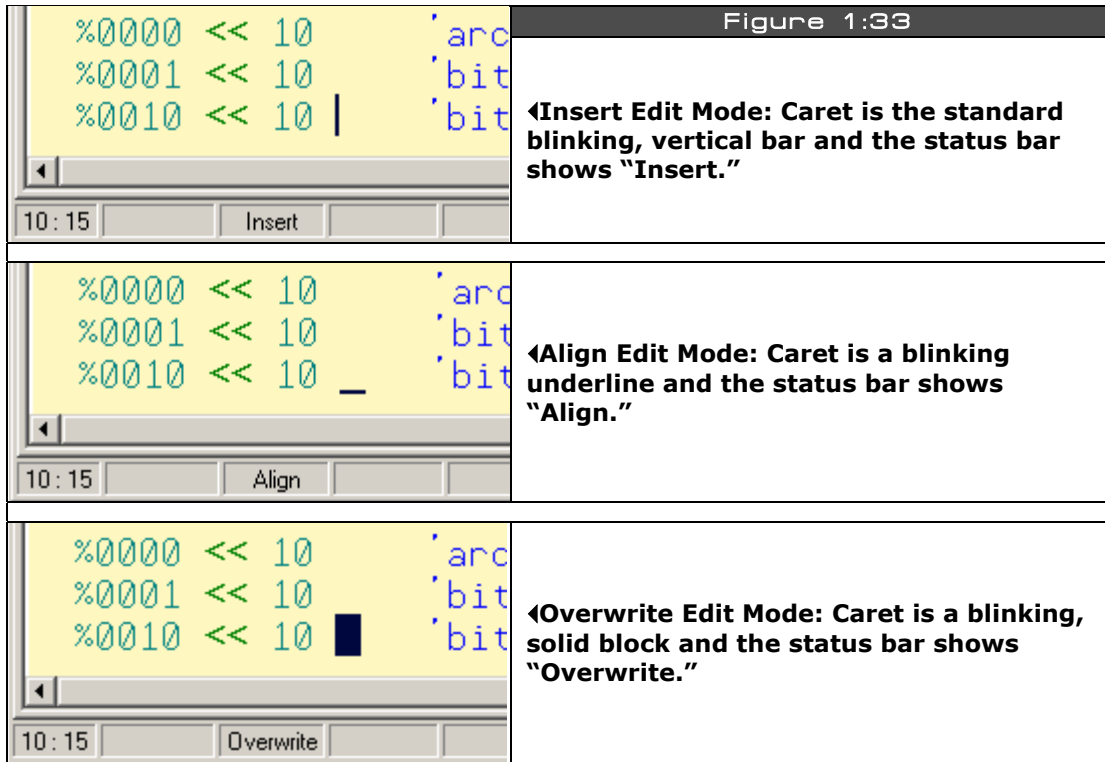 Figure 1:33
%0000 << 10 'arc
%0001 << 10 'bit
%0010 << 10 'bit
10 : 15 Insert
Insert Edit Mode: Caret is the standard
blinking, vertical bar and the status bar
shows “Insert.”
%0000 << 10 'arc
%0001 << 10 'bit
%0010 << 10 'bit
10 : 15 Align
Align Edit Mode: Caret is a blinking
underline and the status bar shows
“Align.”
%0000 << 10 'arc
%0001 << 10 'bit
%0010 << 10 'bit
10 : 15 Overwrite
Overwrite Edit Mode: Caret is a blinking,
solid block and the status bar shows
“Overwrite.”